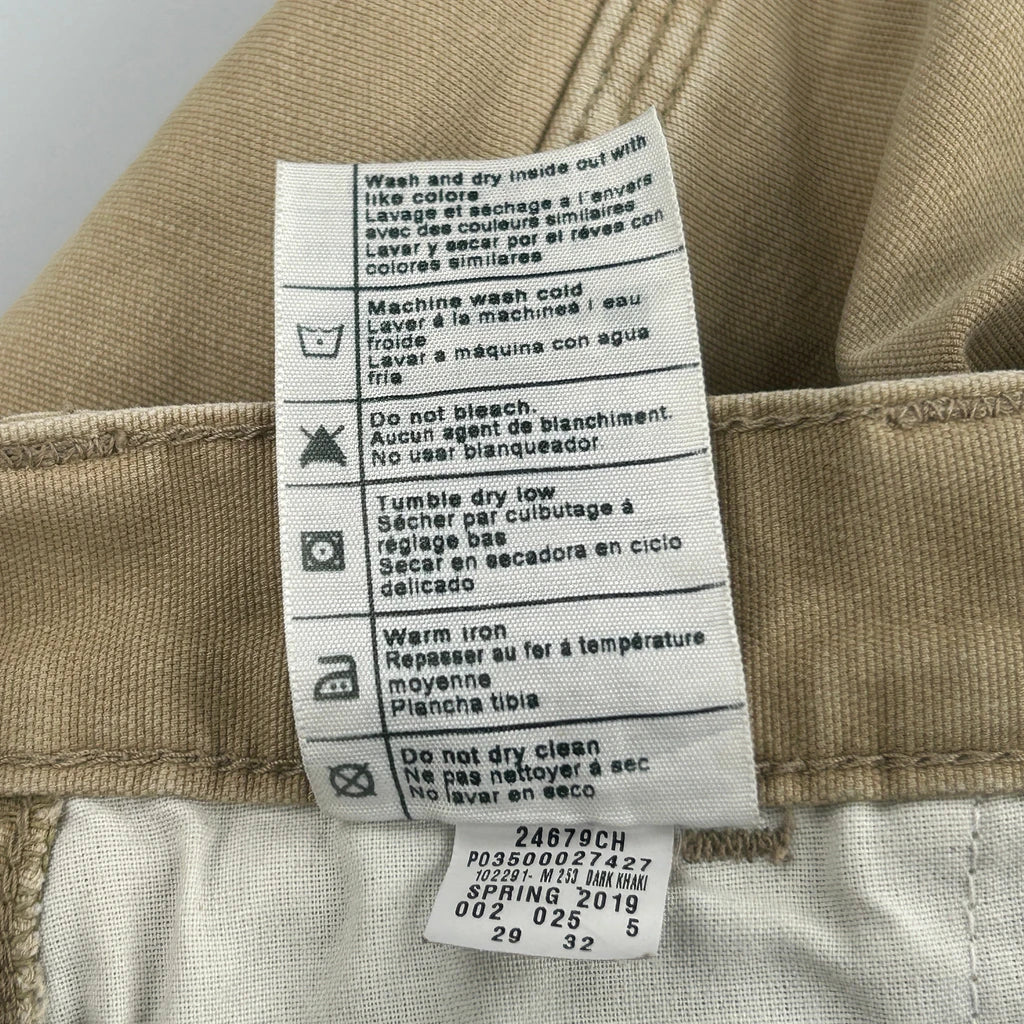 Wash and dry inside out with
like colors
Lavage et séchage a l'envers
avec des couleurs similaires
Lavar y secar por el réves con
colores similares
Machine wash cold
Laver á la machineá l eau
froide
Lavar a máquina con agua
fria
Do not bleach.
Aucun agent de blanchiment.
No usar blanqueador
Tumble dry low
Sécher par culbutage á
réglage bas
Secar en secadora en ciclo
delicado
Warm iron
Repasser au fer á température
moyenne
Plancha tibia
Do not dry clean
Ne pas nettoyer á sec
No lavar en seco
24679CH
PO3500027427
102291- M 253 DARK KHAKI
SPRING 2019
002 025 5
29 32